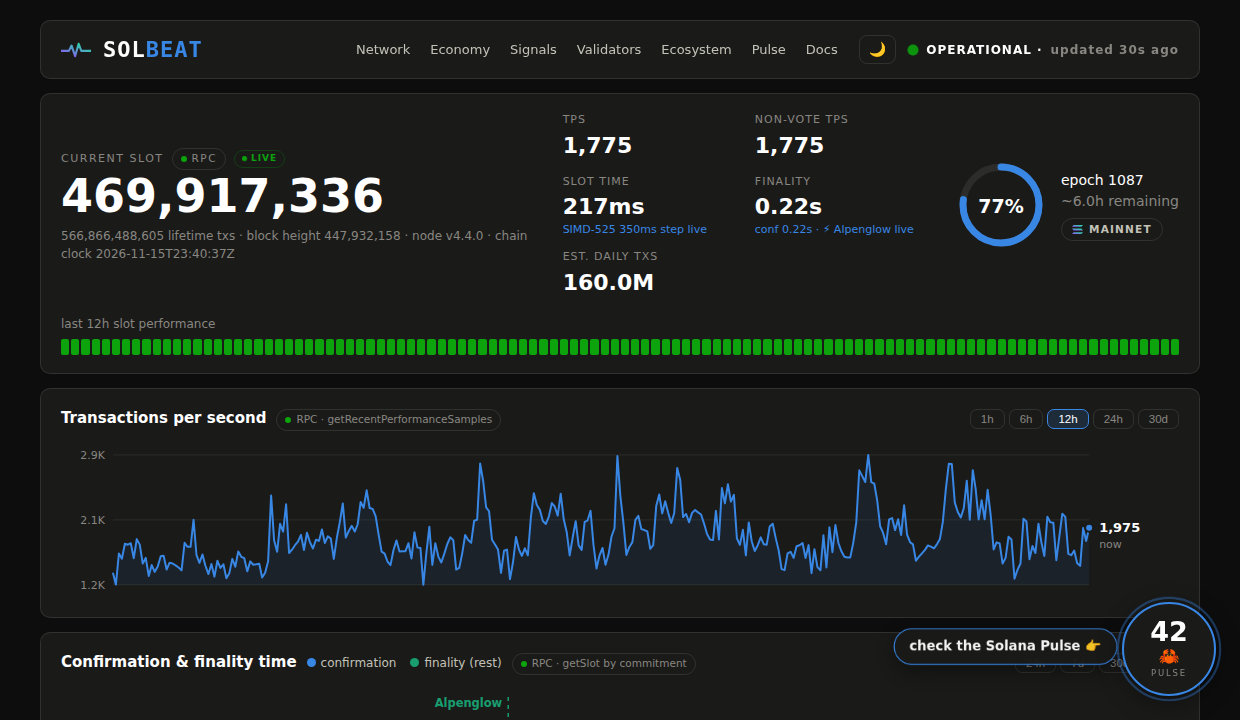 SOLBEAT
Network Economy Signals Validators Ecosystem Pulse Docs
OPERATIONAL · updated 30s ago
CURRENT SLOT RPC LIVE
469,917,336
566,866,488,605 lifetime txs · block height 447,932,158 · node v4.4.0 · chain
clock 2026-11-15T23:40:37Z
TPS
1,775
NON-VOTE TPS
1,775
SLOT TIME
217ms
SIMD-525 350ms step live
FINALITY
0.22s
conf 0.22s · ⚡ Alpenglow live
EST. DAILY TXS
160.0M
77%
epoch 1087
~6.0h remaining
MAINNET
last 12h slot performance
Transactions per second RPC · getRecentPerformanceSamples
1h 6h 12h 24h 30d
2.9K
2.1K
1.2K
1,975
now
Confirmation & finality time confirmation finality (rest) RPC · getSlot by commitment
check the Solana Pulse 👉
42
🦀
PULSE
Alpenglow